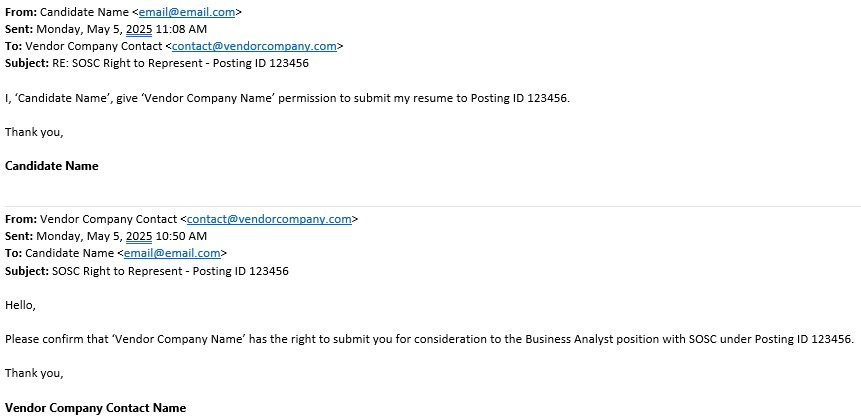 From: Candidate Name <email@email.com>
Sent: Monday, May 5, 2025 11:08 AM
To: Vendor Company Contact <contact@vendorcompany.com>
Subject: RE: SOSC Right to Represent - Posting ID 123456
I, ‘Candidate Name’, give ‘Vendor Company Name’ permission to submit my resume to Posting ID 123456.
Thank you,
Candidate Name
From: Vendor Company Contact <contact@vendorcompany.com>
Sent: Monday, May 5, 2025 10:50 AM
To: Candidate Name <email@email.com>
Subject: SOSC Right to Represent - Posting ID 123456
Hello,
Please confirm that ‘Vendor Company Name’ has the right to submit you for consideration to the Business Analyst position with SOSC under Posting ID 123456.
Thank you,
Vendor Company Contact Name